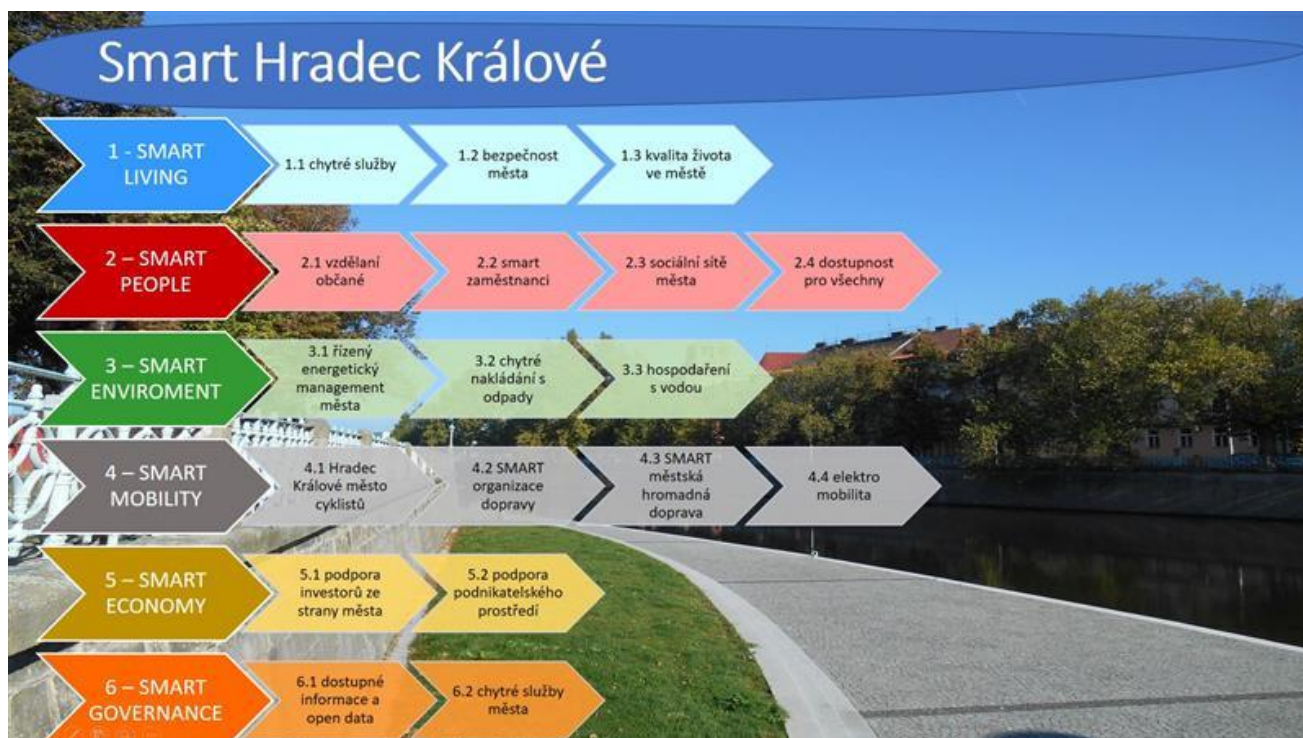 Smart Hradec Králové
1 - SMART
LIVING
1.1 chytré služby
1.2 bezpečnost
města
1.3 kvalita života
ve městě
2 – SMART
PEOPLE
2.1 vzdělaní
občané
2.2 smart
zaměstnanci
2.3 sociální sítě
města
2.4 dostupnost
pro všechny
3 – SMART
ENVIROMENT
3.1 řízený
energetický
management
města
3.2 chytré
nakládání s
odpady
3.3 hospodaření
s vodou
4 – SMART
MOBILITY
4.1 Hradec
Králové město
cyklistů
4.2 SMART
organizace
dopravy
4.3 SMART
městská
hromadná
doprava
4.4 elektro
mobilita
5 – SMART
ECONOMY
5.1 podpora
investorů ze
strany města
5.2 podpora
podnikatelského
prostředí
6 – SMART
GOVERNANCE
6.1 dostupné
informace a
open data
6.2 chytré služby
města